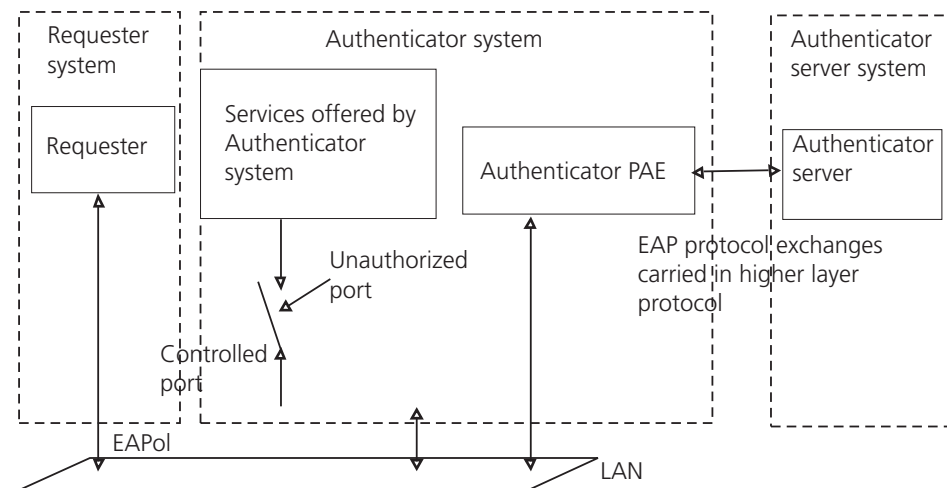 Requester
system
Authenticator system
Authenticator
server system
Requester
Services offered by
Authenticator
system
Authenticator PAE
Authenticator
server
Unauthorized
port
EAP protocol exchanges
carried in higher layer
protocol
Controlled
port
EAPol
LAN